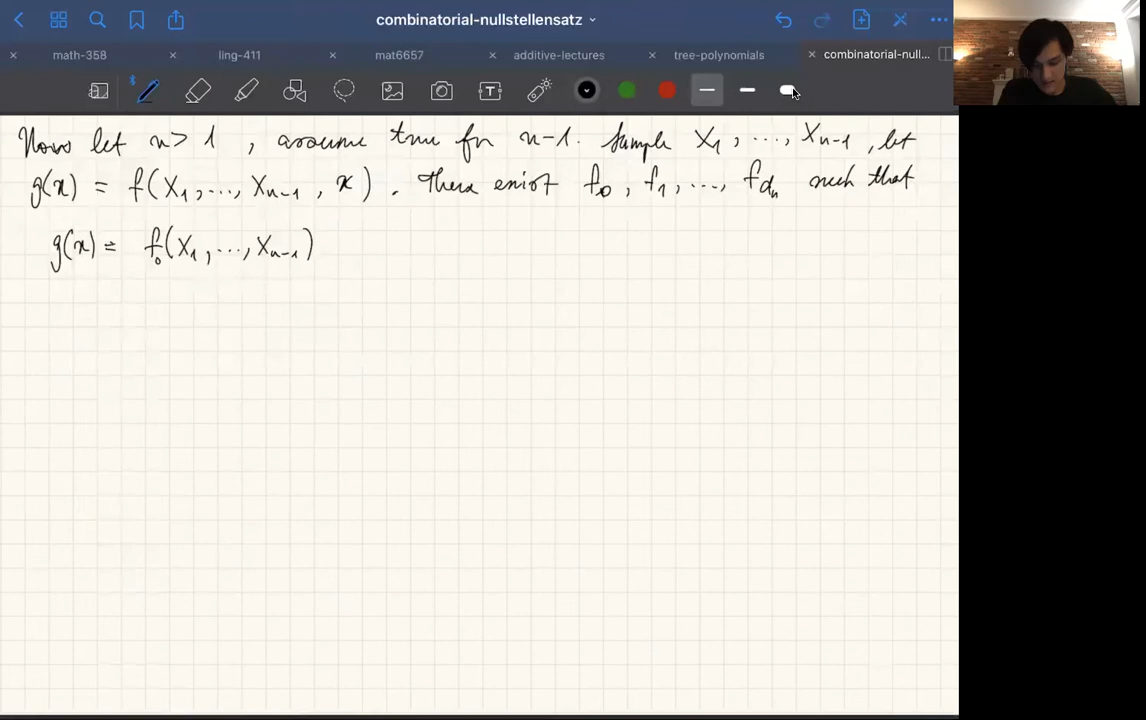 combinatorial-nullstellensatz
math-358
ling-411
mat6657
additive-lectures
tree-polynomials
combinatorial-null...
Now let n > 1 , assume true for n-1. Sample X₁ , ..., Xₙ₋₁ , let
g(x) = f(X₁ ,..., Xₙ₋₁ , x) . There exist f₀ , f₁ , ..., f_{dₙ} such that
g(x) = f₀(X₁ , ..., Xₙ₋₁)